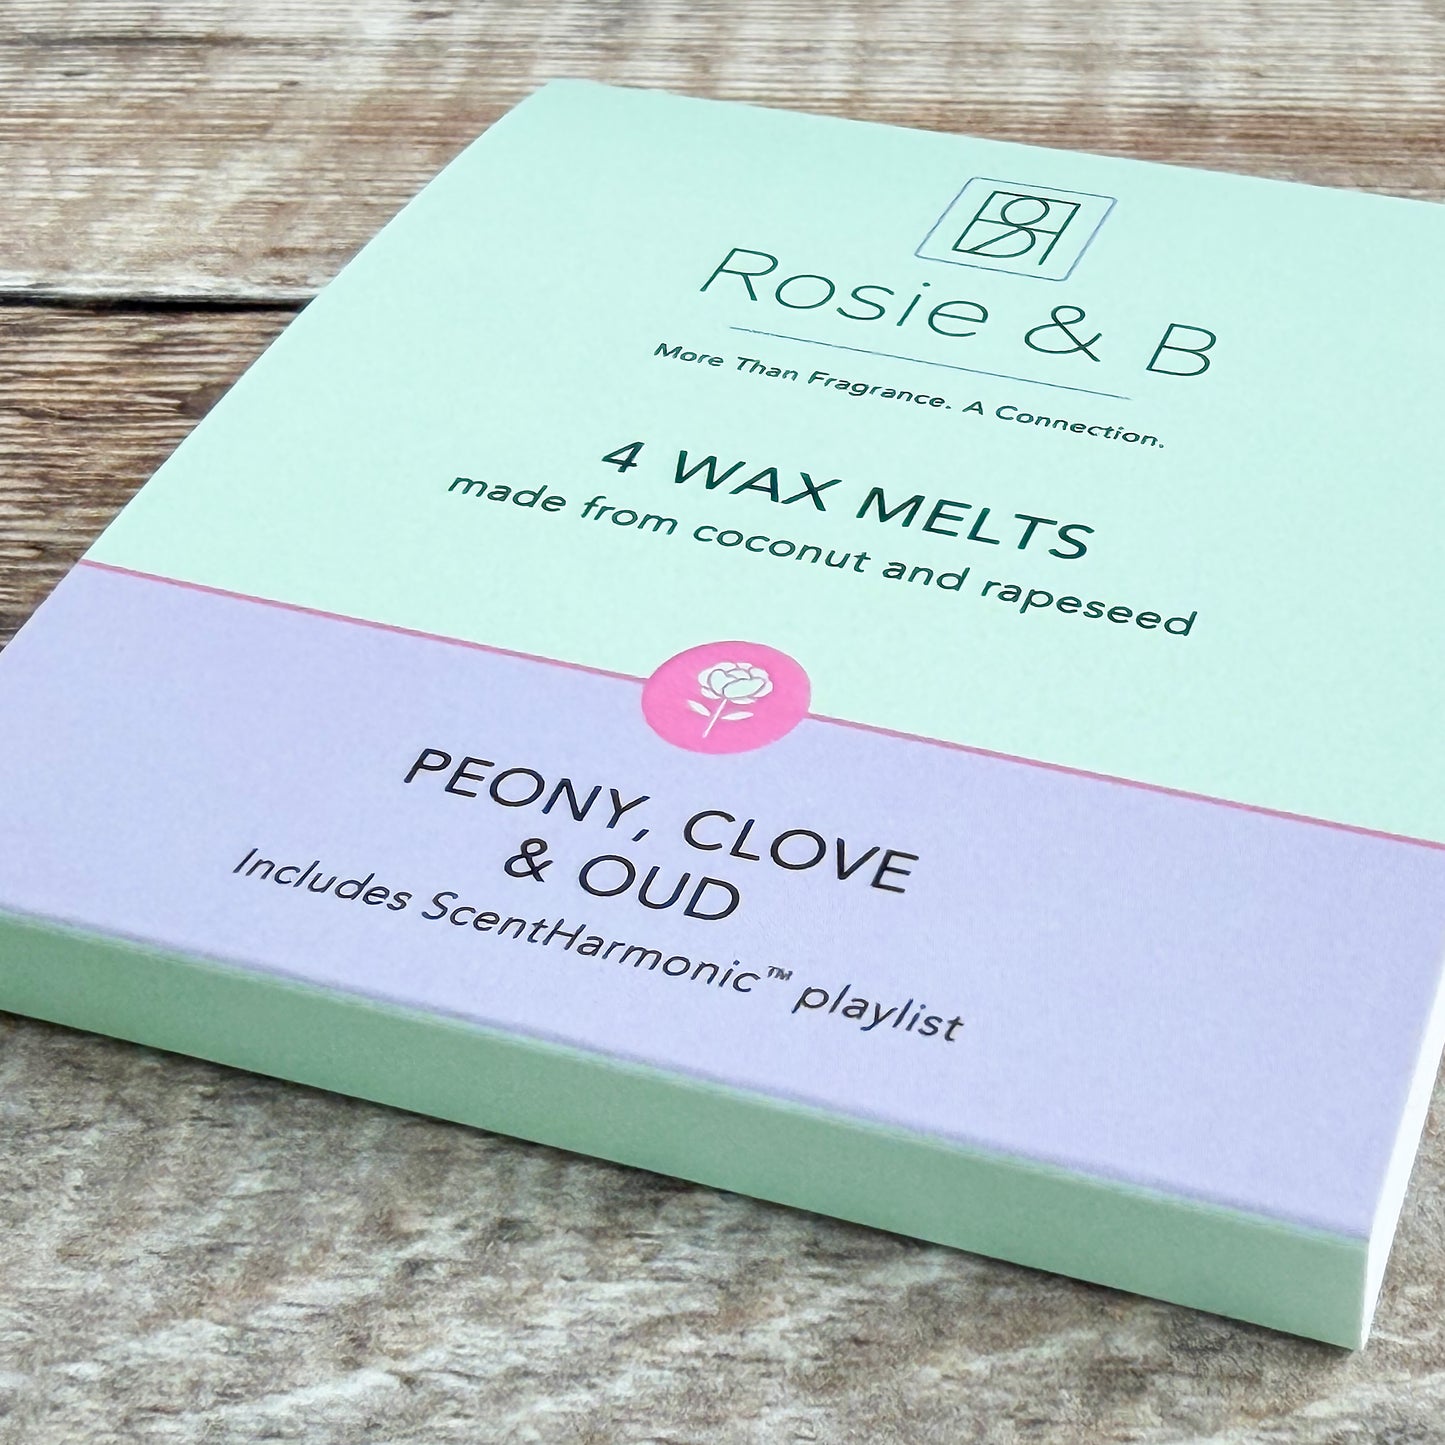 Rosie & B
More Than Fragrance. A Connection.
4 WAX MELTS
made from coconut and rapeseed
PEONY, CLOVE
& OUD
Includes ScentHarmonic™ playlist